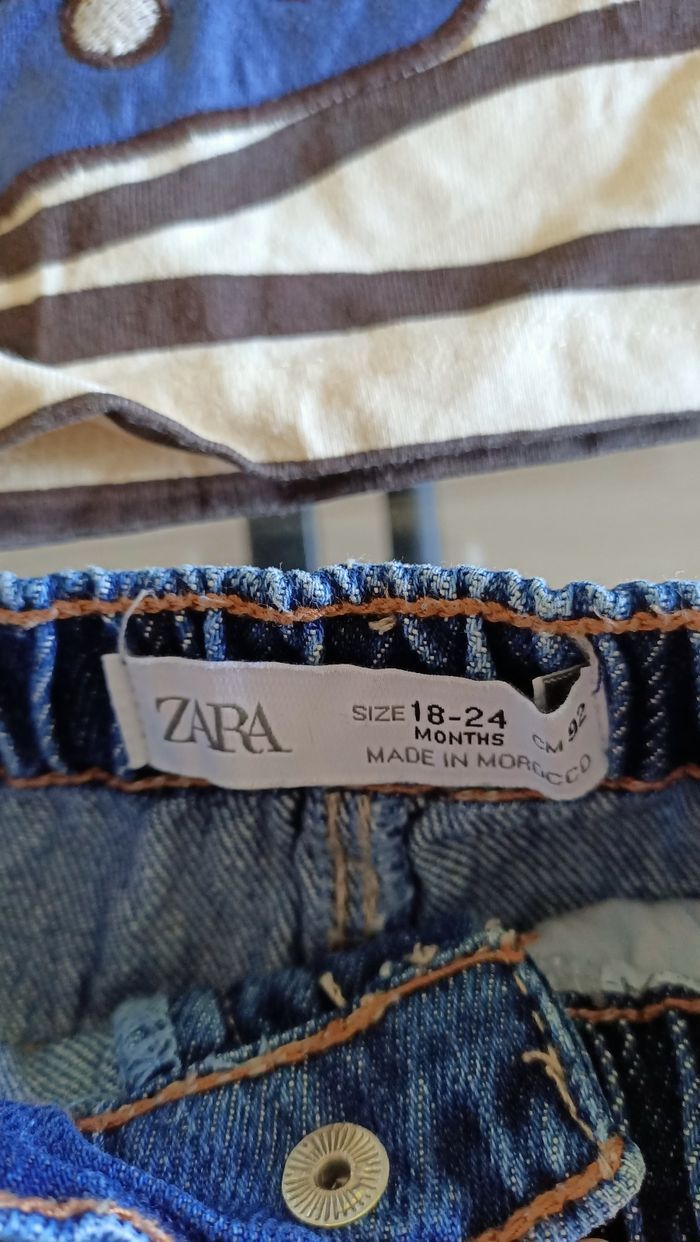 ZARA
SIZE 18-24
MONTHS
CM 92
MADE IN MOROCCO